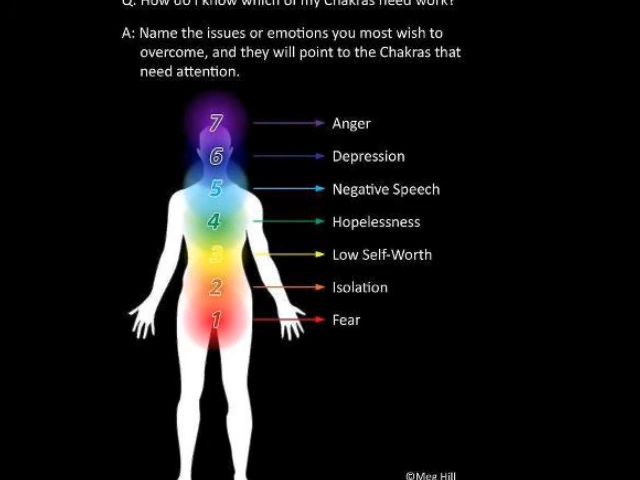 Q: How do I know which of my Chakras need work?
A: Name the issues or emotions you most wish to
overcome, and they will point to the Chakras that
need attention.
7 Anger
6 Depression
5 Negative Speech
4 Hopelessness
3 Low Self-Worth
2 Isolation
1 Fear
©Meg Hill